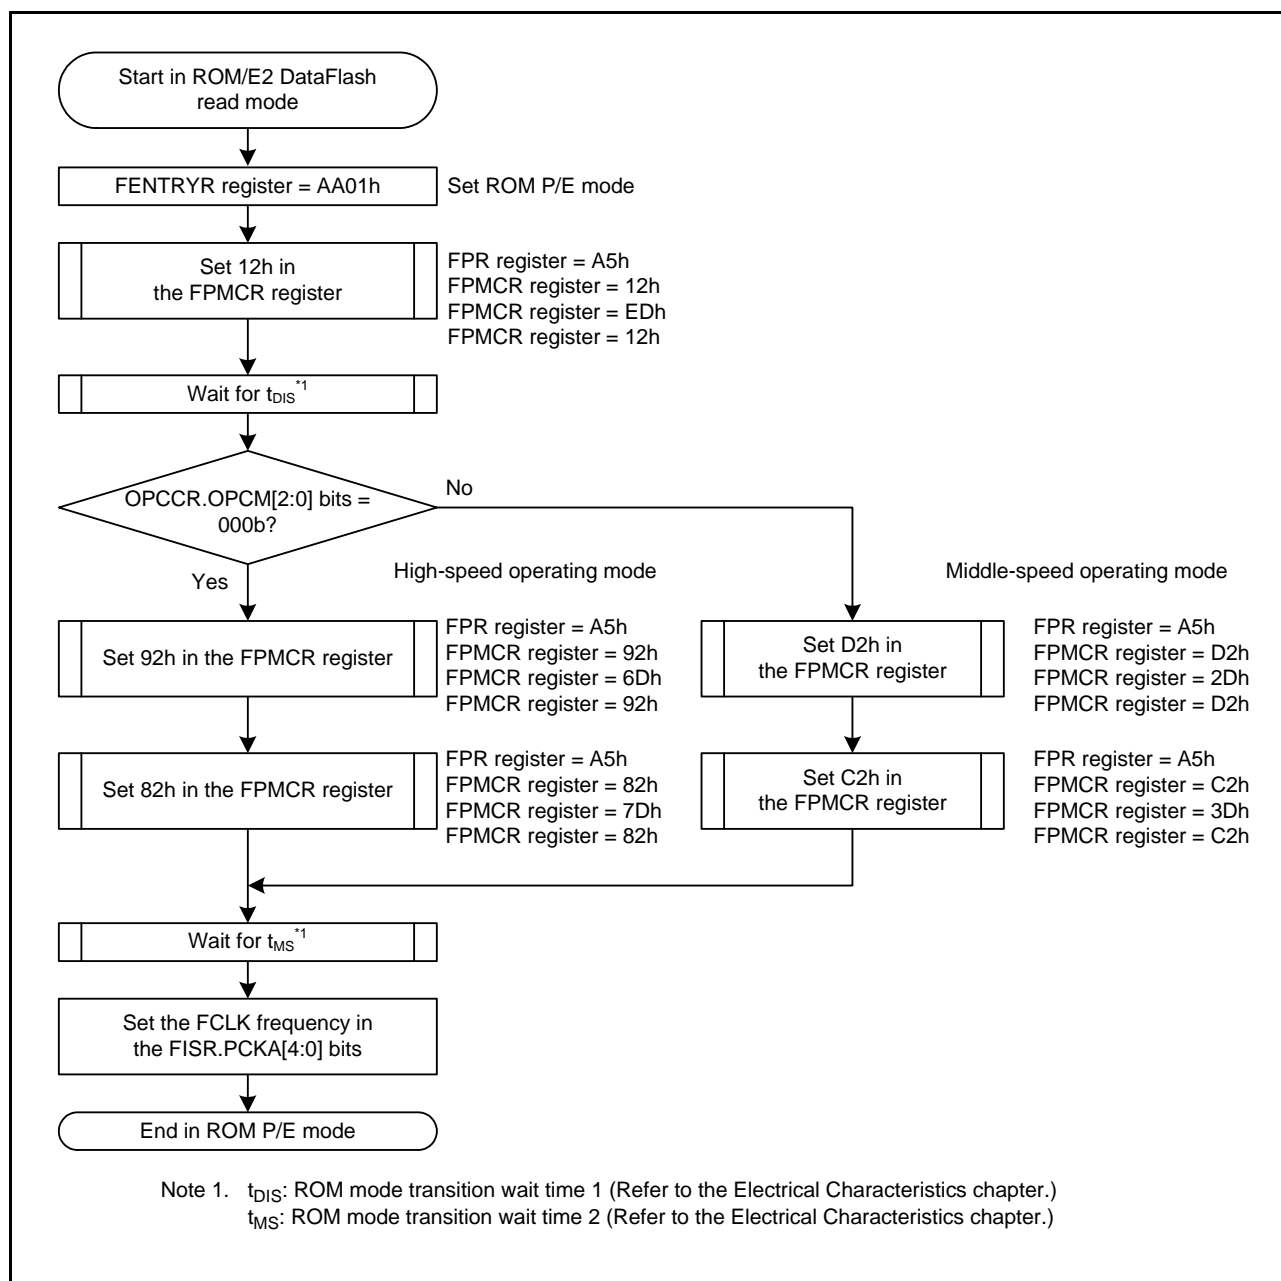 Start in ROM/E2 DataFlash
read mode
FENTRYR register = AA01h
Set ROM P/E mode
Set 12h in
the FPMCR register
FPR register = A5h
FPMCR register = 12h
FPMCR register = EDh
FPMCR register = 12h
Wait for tDIS*1
OPCCR.OPCM[2:0] bits =
000b?
No
Yes
High-speed operating mode
Middle-speed operating mode
Set 92h in the FPMCR register
FPR register = A5h
FPMCR register = 92h
FPMCR register = 6Dh
FPMCR register = 92h
Set D2h in
the FPMCR register
FPR register = A5h
FPMCR register = D2h
FPMCR register = 2Dh
FPMCR register = D2h
Set 82h in the FPMCR register
FPR register = A5h
FPMCR register = 82h
FPMCR register = 7Dh
FPMCR register = 82h
Set C2h in
the FPMCR register
FPR register = A5h
FPMCR register = C2h
FPMCR register = 3Dh
FPMCR register = C2h
Wait for tMS*1
Set the FCLK frequency in
the FISR.PCKA[4:0] bits
End in ROM P/E mode
Note 1. tDIS: ROM mode transition wait time 1 (Refer to the Electrical Characteristics chapter.)
tMS: ROM mode transition wait time 2 (Refer to the Electrical Characteristics chapter.)